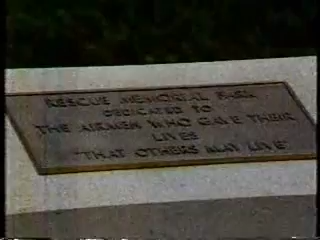 RESCUE MEMORIAL PARK
DEDICATED TO
THE AIRMEN WHO GAVE THEIR
LIVES
"THAT OTHERS MAY LIVE"